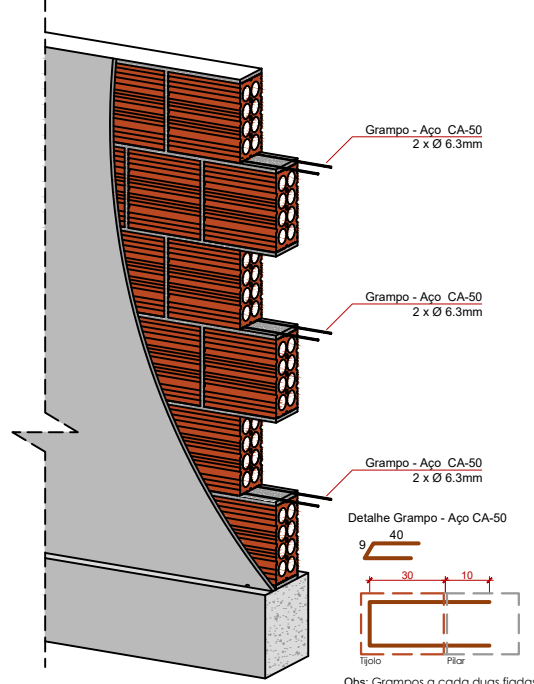 Grampo - Aço CA-50
2 x Ø 6.3mm
Grampo - Aço CA-50
2 x Ø 6.3mm
Grampo - Aço CA-50
2 x Ø 6.3mm
Detalhe Grampo - Aço CA-50
40
9
30
10
Tijolo
Pilar
Obs: Grampos a cada duas fiadas